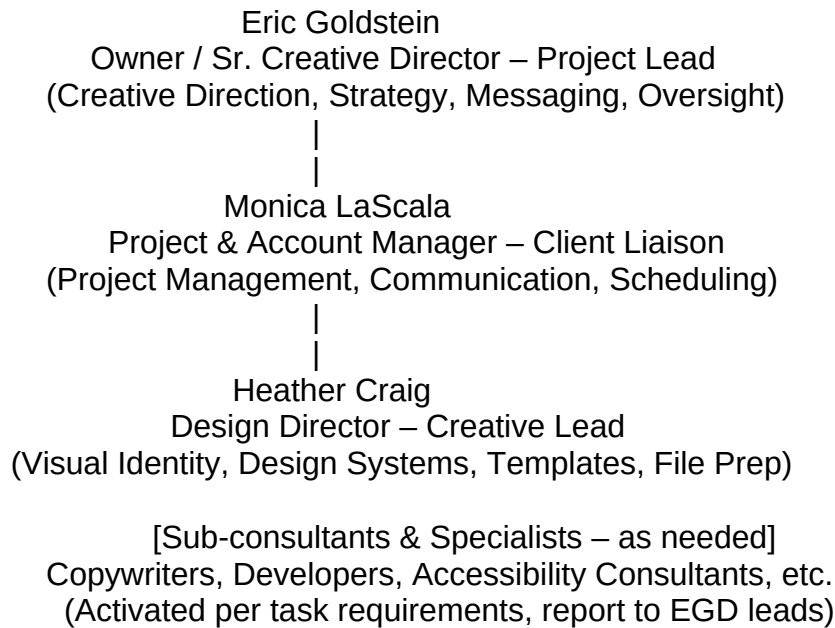 Eric Goldstein
Owner / Sr. Creative Director – Project Lead
(Creative Direction, Strategy, Messaging, Oversight)
|
|
Monica LaScala
Project & Account Manager – Client Liaison
(Project Management, Communication, Scheduling)
|
|
Heather Craig
Design Director – Creative Lead
(Visual Identity, Design Systems, Templates, File Prep)
[Sub-consultants & Specialists – as needed]
Copywriters, Developers, Accessibility Consultants, etc.
(Activated per task requirements, report to EGD leads)